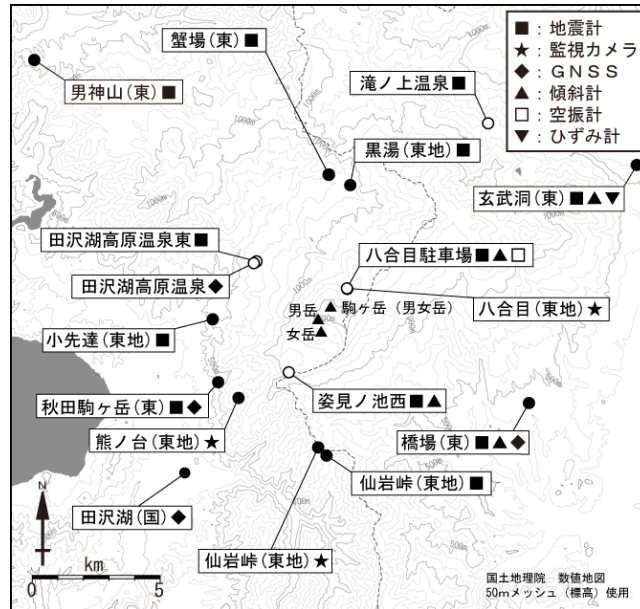 蟹場(東)■
男神山(東)■
滝ノ上温泉■
黒湯(東地)■
■:地震計
★:監視カメラ
◆:GNSS
▲:傾斜計
□:空振計
▼:ひずみ計
玄武洞(東)■▲▼
田沢湖高原温泉東■
田沢湖高原温泉◆
八合目駐車場■▲□
八合目(東地)★
男岳
駒ヶ岳(男女岳)
女岳
小先達(東地)■
秋田駒ヶ岳(東)■◆
姿見ノ池西■▲
熊ノ台(東地)★
橋場(東)■▲◆
仙岩峠(東地)■
田沢湖(国)◆
仙岩峠(東地)★
N
km
0 5
国土地理院 数値地図
50mメッシュ(標高)使用
1000m
1000m
1000m
1000m
500m
500m